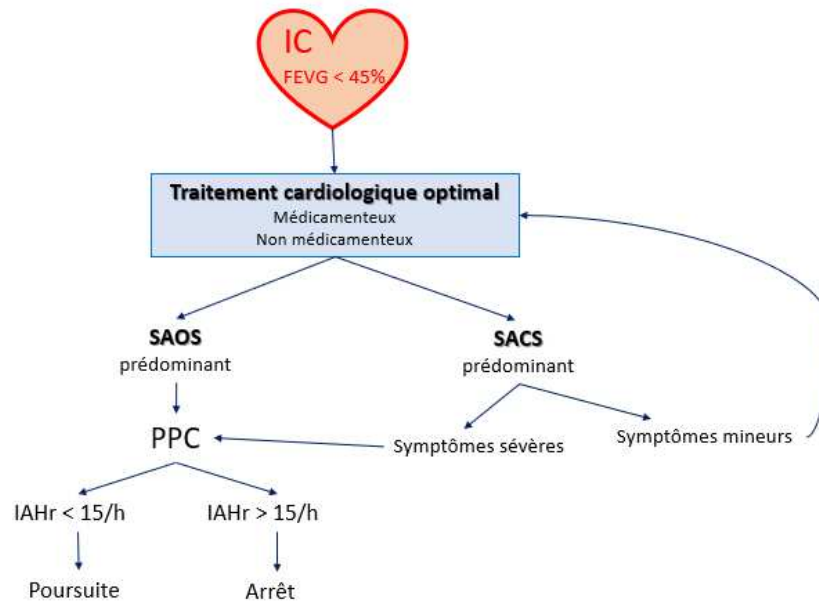 IC
FEVG < 45%
Traitement cardiologique optimal
Médicamenteux
Non médicamenteux
SAOS
prédominant
SACS
prédominant
PPC
Symptômes sévères
Symptômes mineurs
IAHr < 15/h
IAHr > 15/h
Poursuite
Arrêt